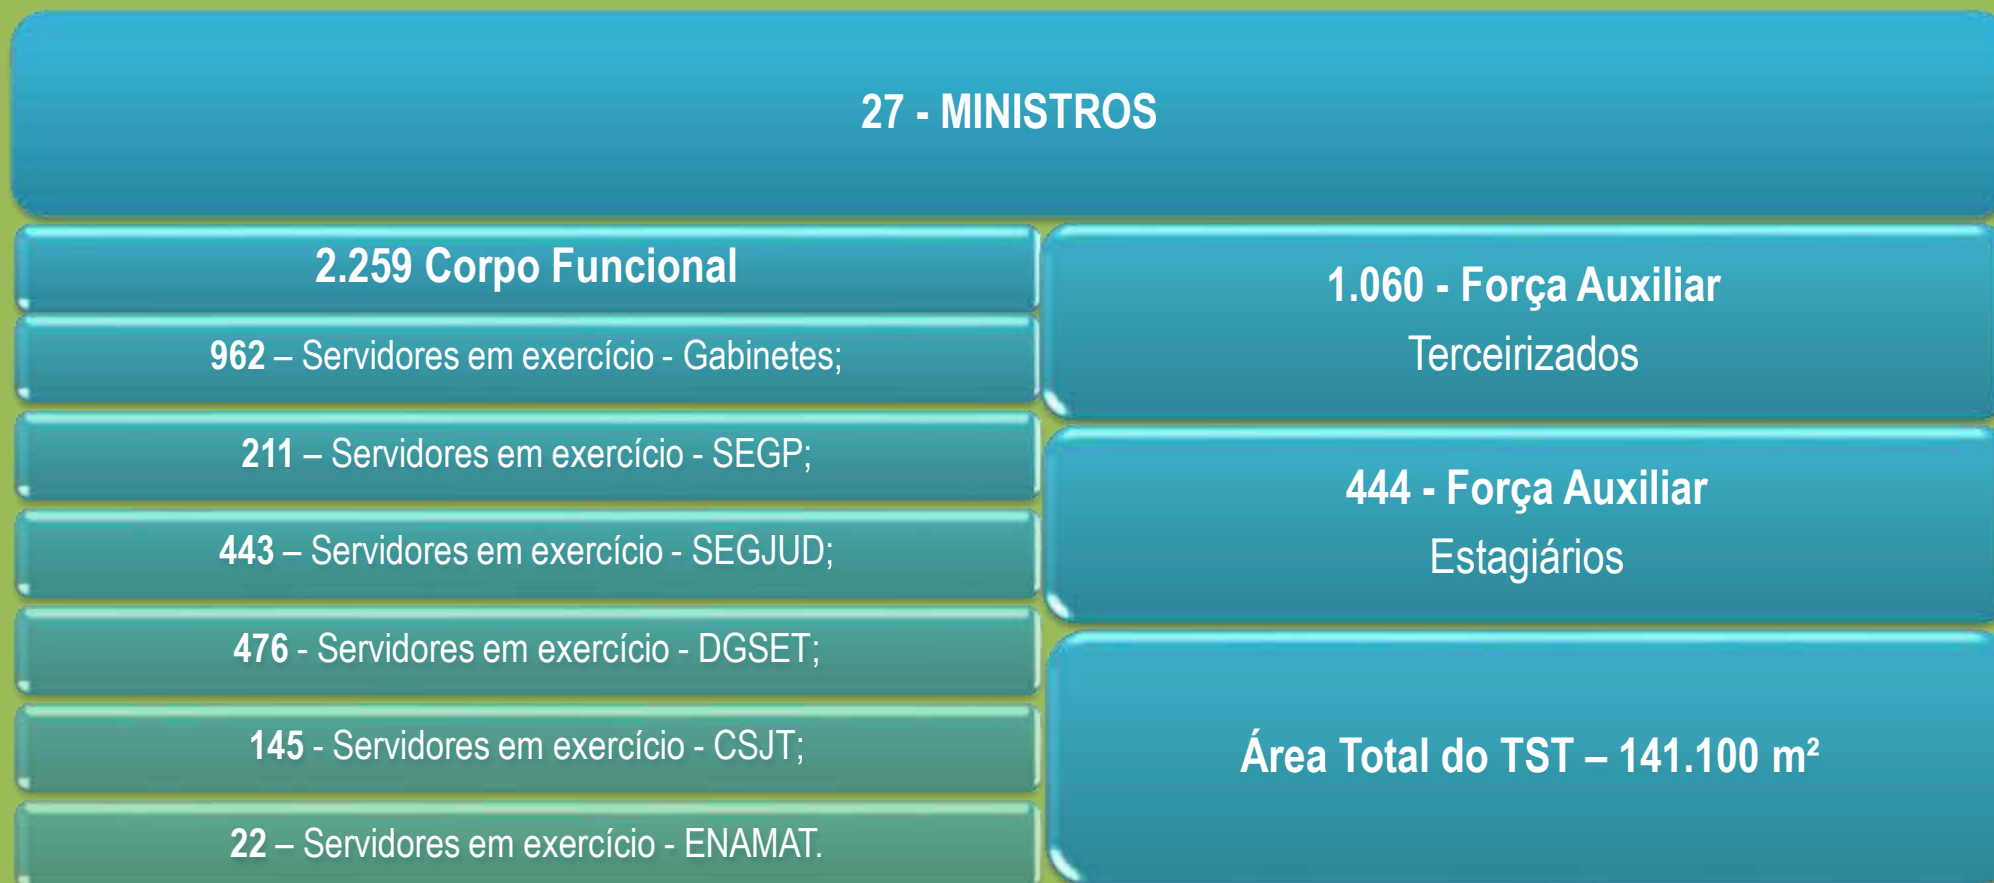 27 - MINISTROS
2.259 Corpo Funcional
962 – Servidores em exercício - Gabinetes;
211 – Servidores em exercício - SEGP;
443 – Servidores em exercício - SEGJUD;
476 - Servidores em exercício - DGSET;
145 - Servidores em exercício - CSJT;
22 – Servidores em exercício - ENAMAT.
1.060 - Força Auxiliar
Terceirizados
444 - Força Auxiliar
Estagiários
Área Total do TST – 141.100 m²